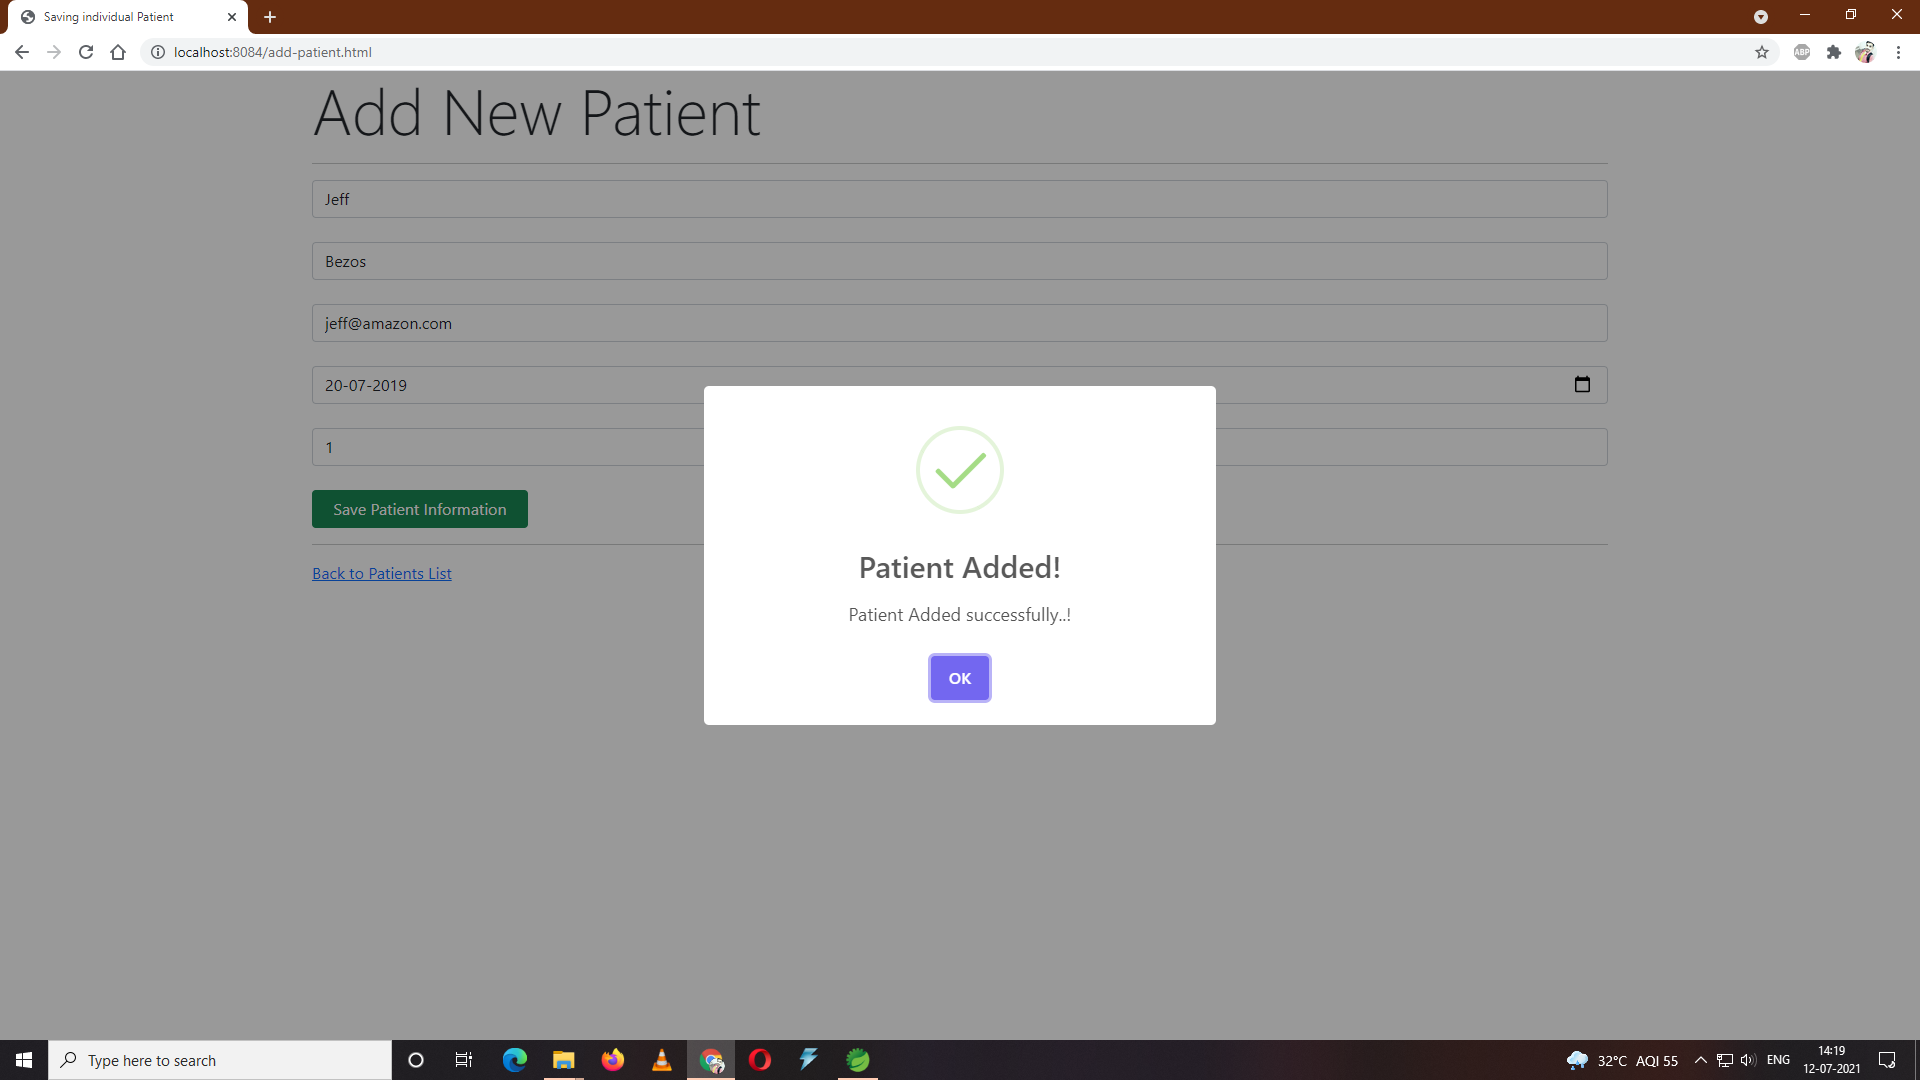 Saving individual Patient
localhost:8084/add-patient.html
ABP
Add New Patient
Jeff
Bezos
jeff@amazon.com
20-07-2019
1
Save Patient Information
Back to Patients List
Patient Added!
Patient Added successfully..!
OK
Type here to search
32°C AQI 55
ENG
14:19
12-07-2021